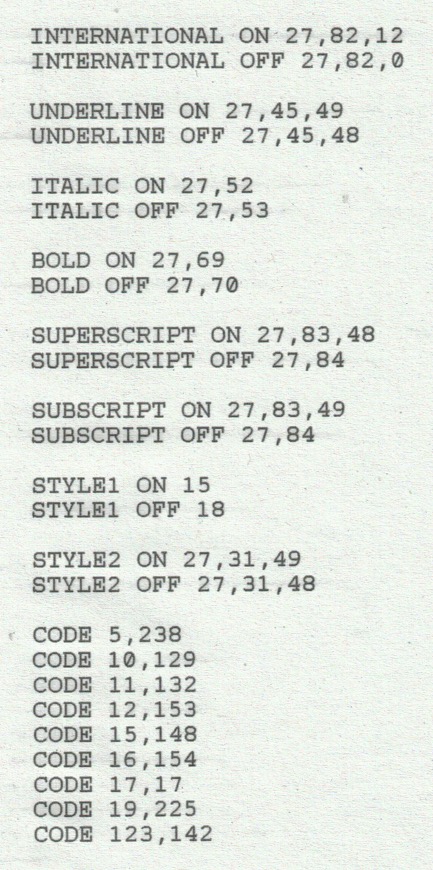 INTERNATIONAL ON 27,82,12
INTERNATIONAL OFF 27,82,0
UNDERLINE ON 27,45,49
UNDERLINE OFF 27,45,48
ITALIC ON 27,52
ITALIC OFF 27,53
BOLD ON 27,69
BOLD OFF 27,70
SUPERSCRIPT ON 27,83,48
SUPERSCRIPT OFF 27,84
SUBSCRIPT ON 27,83,49
SUBSCRIPT OFF 27,84
STYLE1 ON 15
STYLE1 OFF 18
STYLE2 ON 27,31,49
STYLE2 OFF 27,31,48
CODE 5,238
CODE 10,129
CODE 11,132
CODE 12,153
CODE 15,148
CODE 16,154
CODE 17,17
CODE 19,225
CODE 123,142